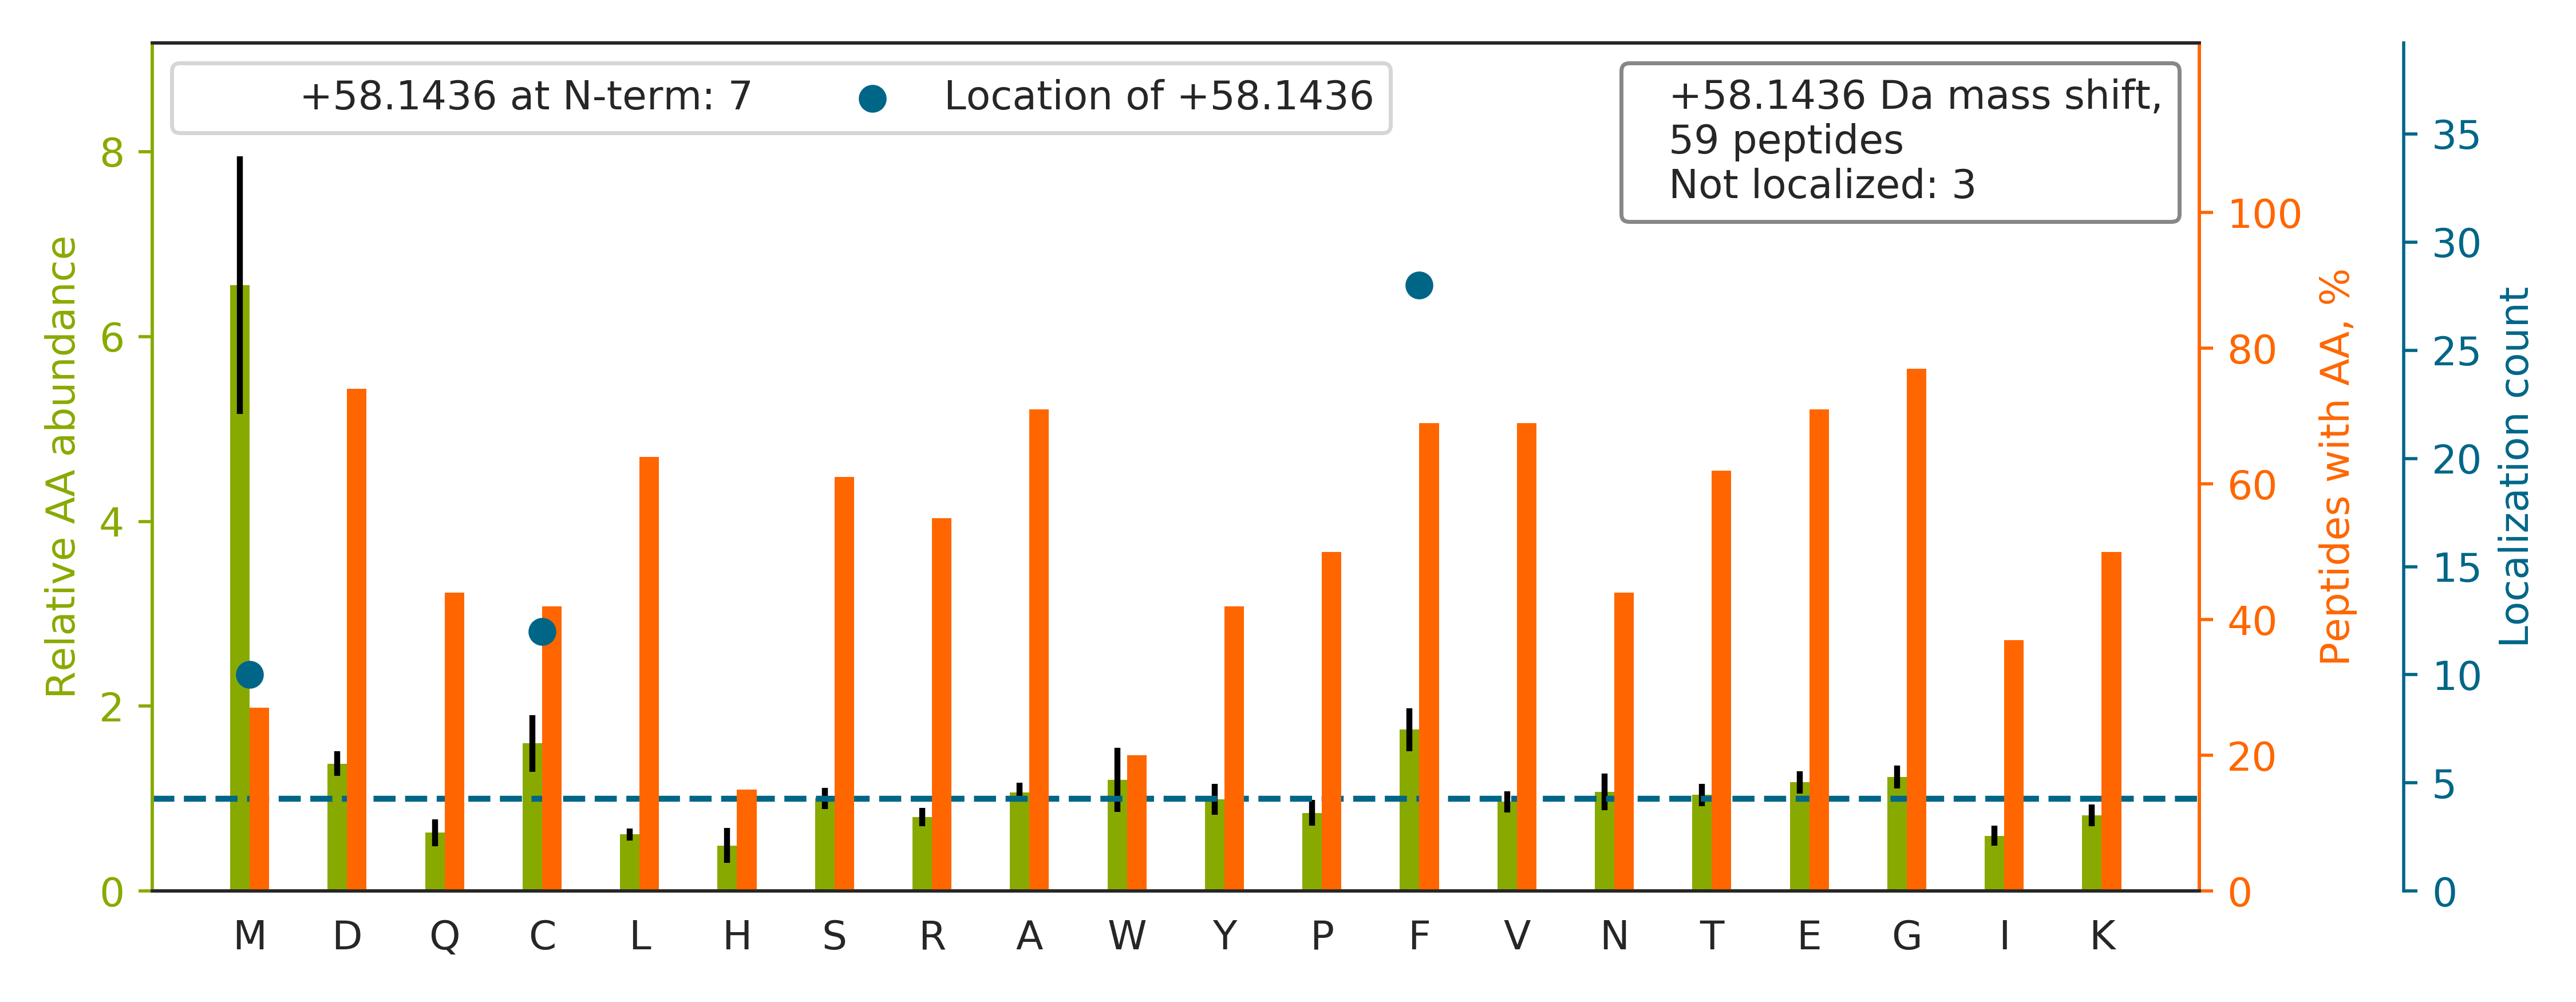 +58.1436 at N-term: 7
Location of +58.1436
+58.1436 Da mass shift,
59 peptides
Not localized: 3
Relative AA abundance
8
6
4
2
0
Peptides with AA, %
100
80
60
40
20
0
Localization count
35
30
25
20
15
10
5
0
M D Q C L H S R A W Y P F V N T E G I K